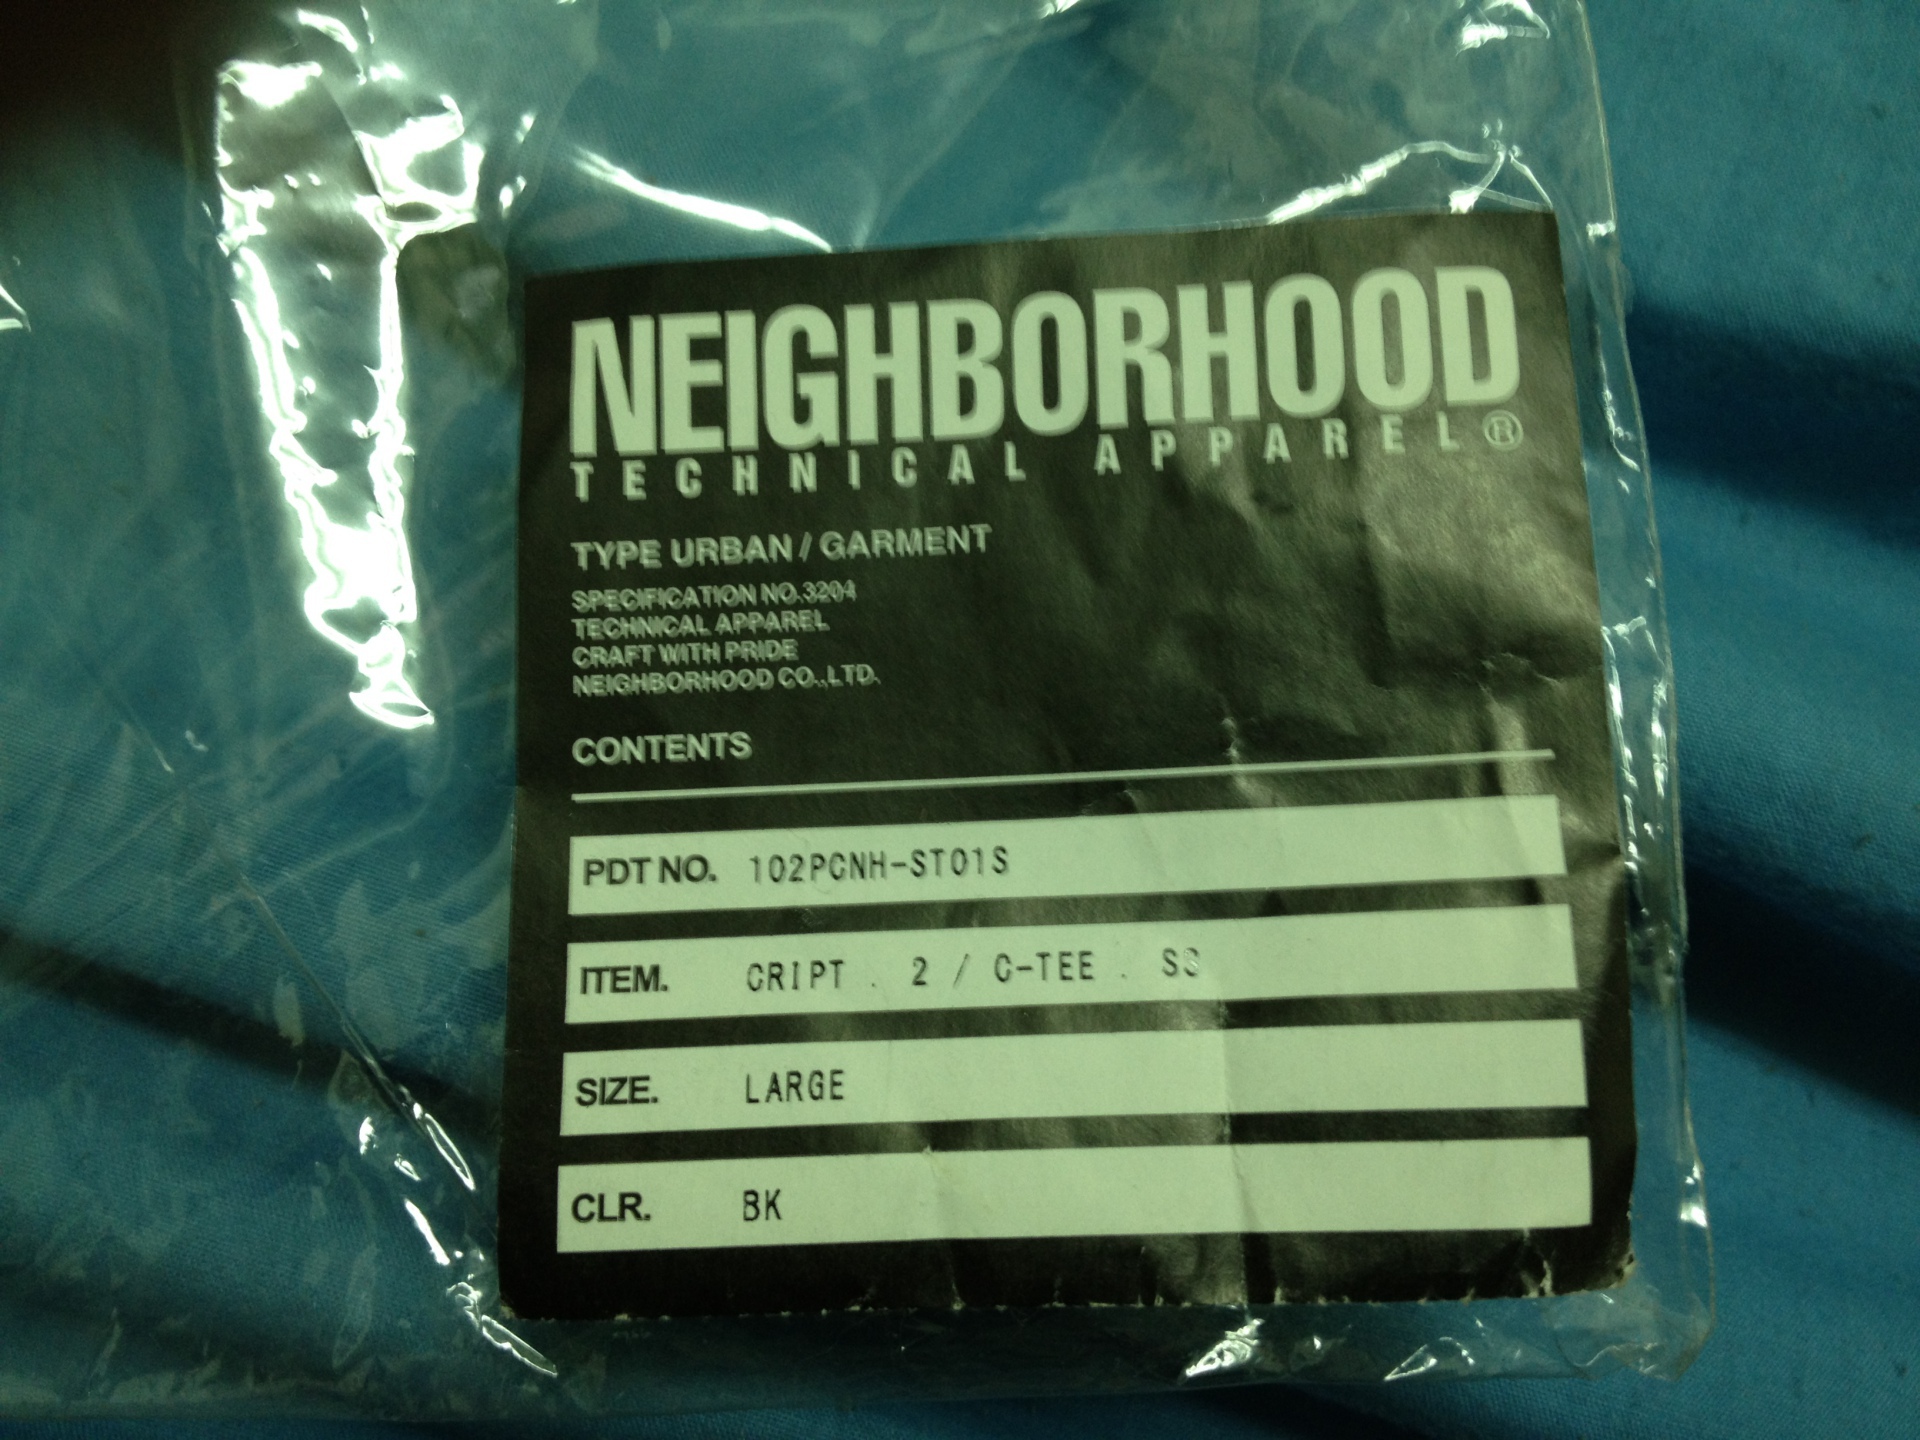 NEIGHBORHOOD
TECHNICAL APPAREL®
TYPE URBAN / GARMENT
SPECIFICATION NO.3204
TECHNICAL APPAREL
CRAFT WITH PRIDE
NEIGHBORHOOD CO.,LTD.
CONTENTS
PDT NO. 102PCNH-ST01S
ITEM. CRIPT . 2 / C-TEE . SS
SIZE. LARGE
CLR. BK